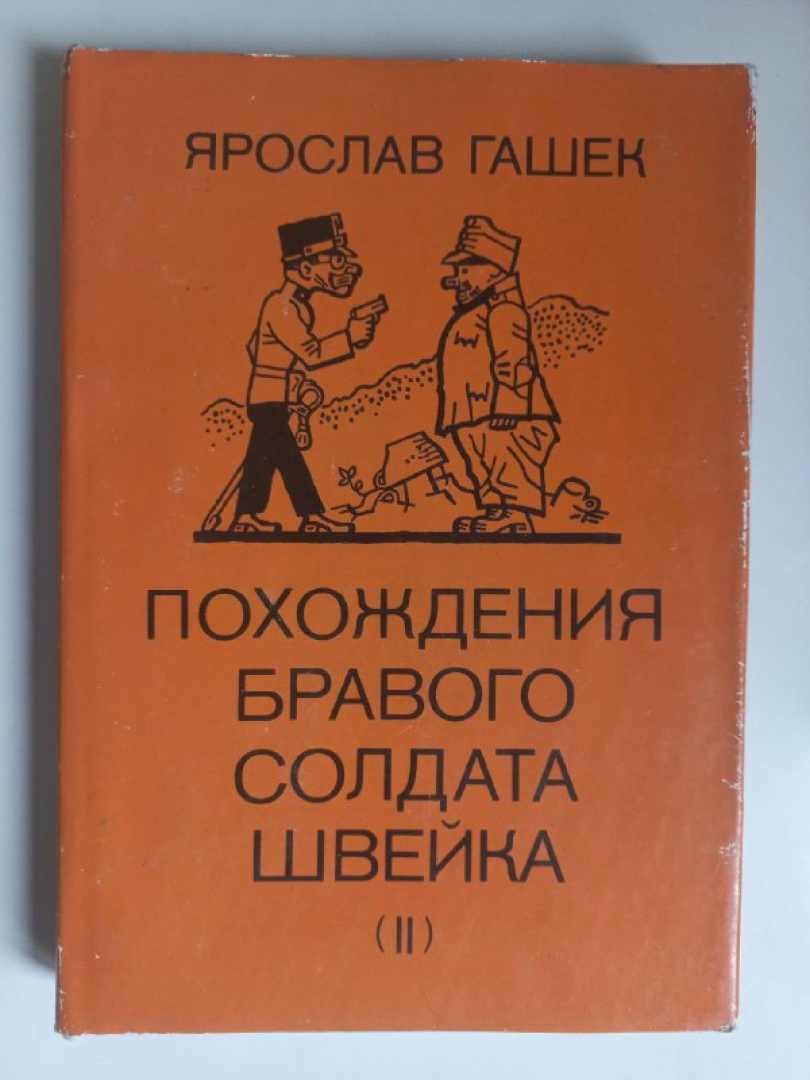 ЯРОСЛАВ ГАШЕК
ПОХОЖДЕНИЯ
БРАВОГО
СОЛДАТА
ШВЕЙКА
(II)